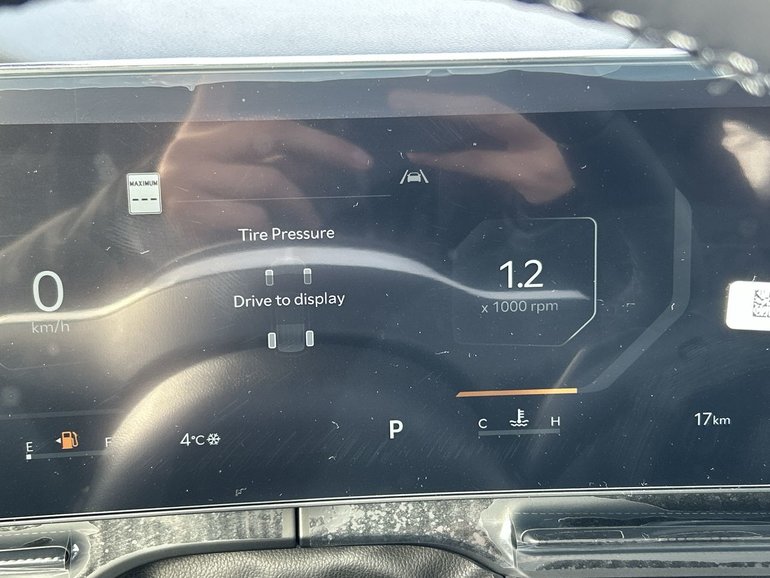 MAXIMUM
---
Tire Pressure
0
km/h
Drive to display
1.2
x 1000 rpm
E F
4°C
P
C H
17km